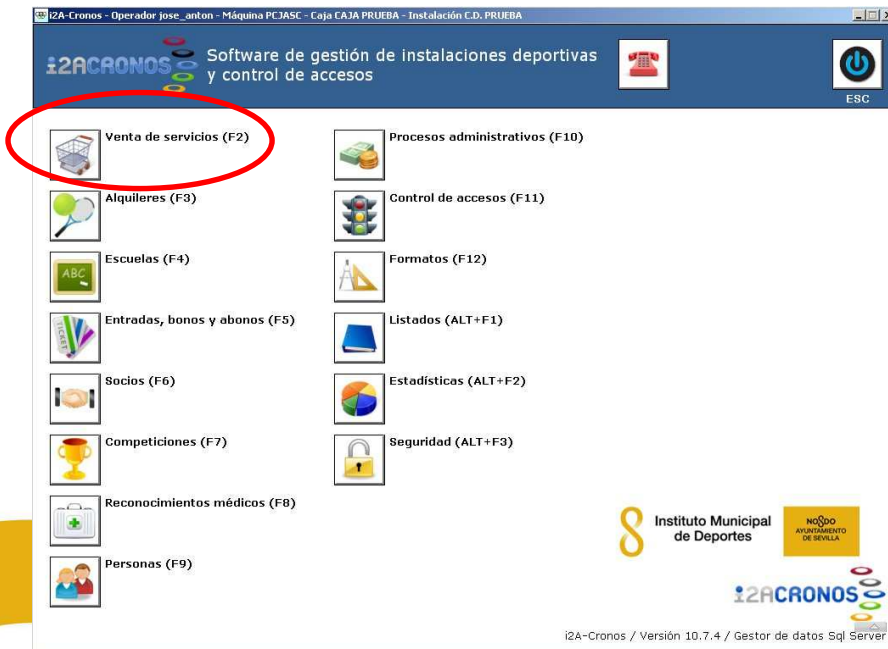 i2A-Cronos - Operador jose_anton - Máquina PCJASC - Caja CAJA PRUEBA - Instalación C.D. PRUEBA
i2ACRONOS
Software de gestión de instalaciones deportivas
y control de accesos
ESC
Venta de servicios (F2)
Alquileres (F3)
ABC
Escuelas (F4)
TICKET
Entradas, bonos y abonos (F5)
Socios (F6)
Competiciones (F7)
Reconocimientos médicos (F8)
Personas (F9)
Procesos administrativos (F10)
Control de accesos (F11)
Formatos (F12)
Listados (ALT+F1)
Estadísticas (ALT+F2)
Seguridad (ALT+F3)
Instituto Municipal
de Deportes
NO8DO
AYUNTAMIENTO
DE SEVILLA
i2ACRONOS
i2A-Cronos / Versión 10.7.4 / Gestor de datos Sql Server